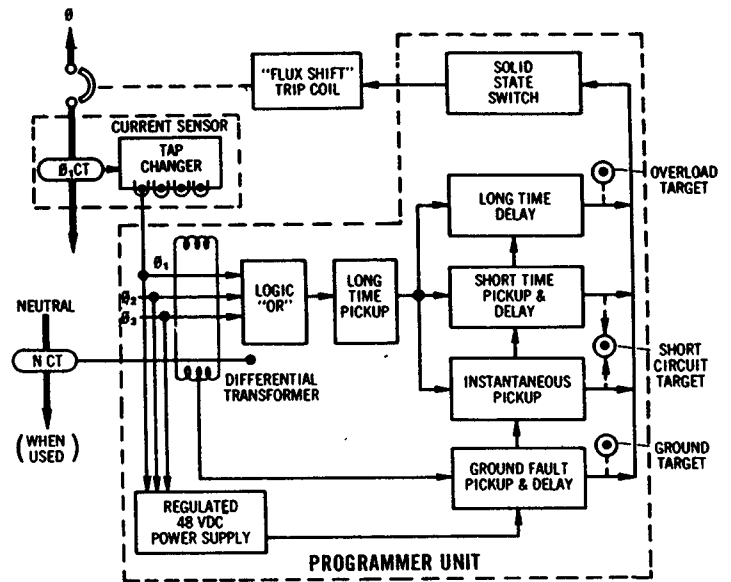 Ø
"FLUX SHIFT"
TRIP COIL
SOLID
STATE
SWITCH
CURRENT SENSOR
TAP
CHANGER
Ø₁CT
OVERLOAD
TARGET
LONG TIME
DELAY
Ø₁
Ø₂
Ø₃
LOGIC
"OR"
LONG
TIME
PICKUP
SHORT TIME
PICKUP &
DELAY
NEUTRAL
N CT
DIFFERENTIAL
TRANSFORMER
INSTANTANEOUS
PICKUP
SHORT
CIRCUIT
TARGET
(WHEN
USED)
GROUND FAULT
PICKUP & DELAY
GROUND
TARGET
REGULATED
48 VDC
POWER SUPPLY
PROGRAMMER UNIT